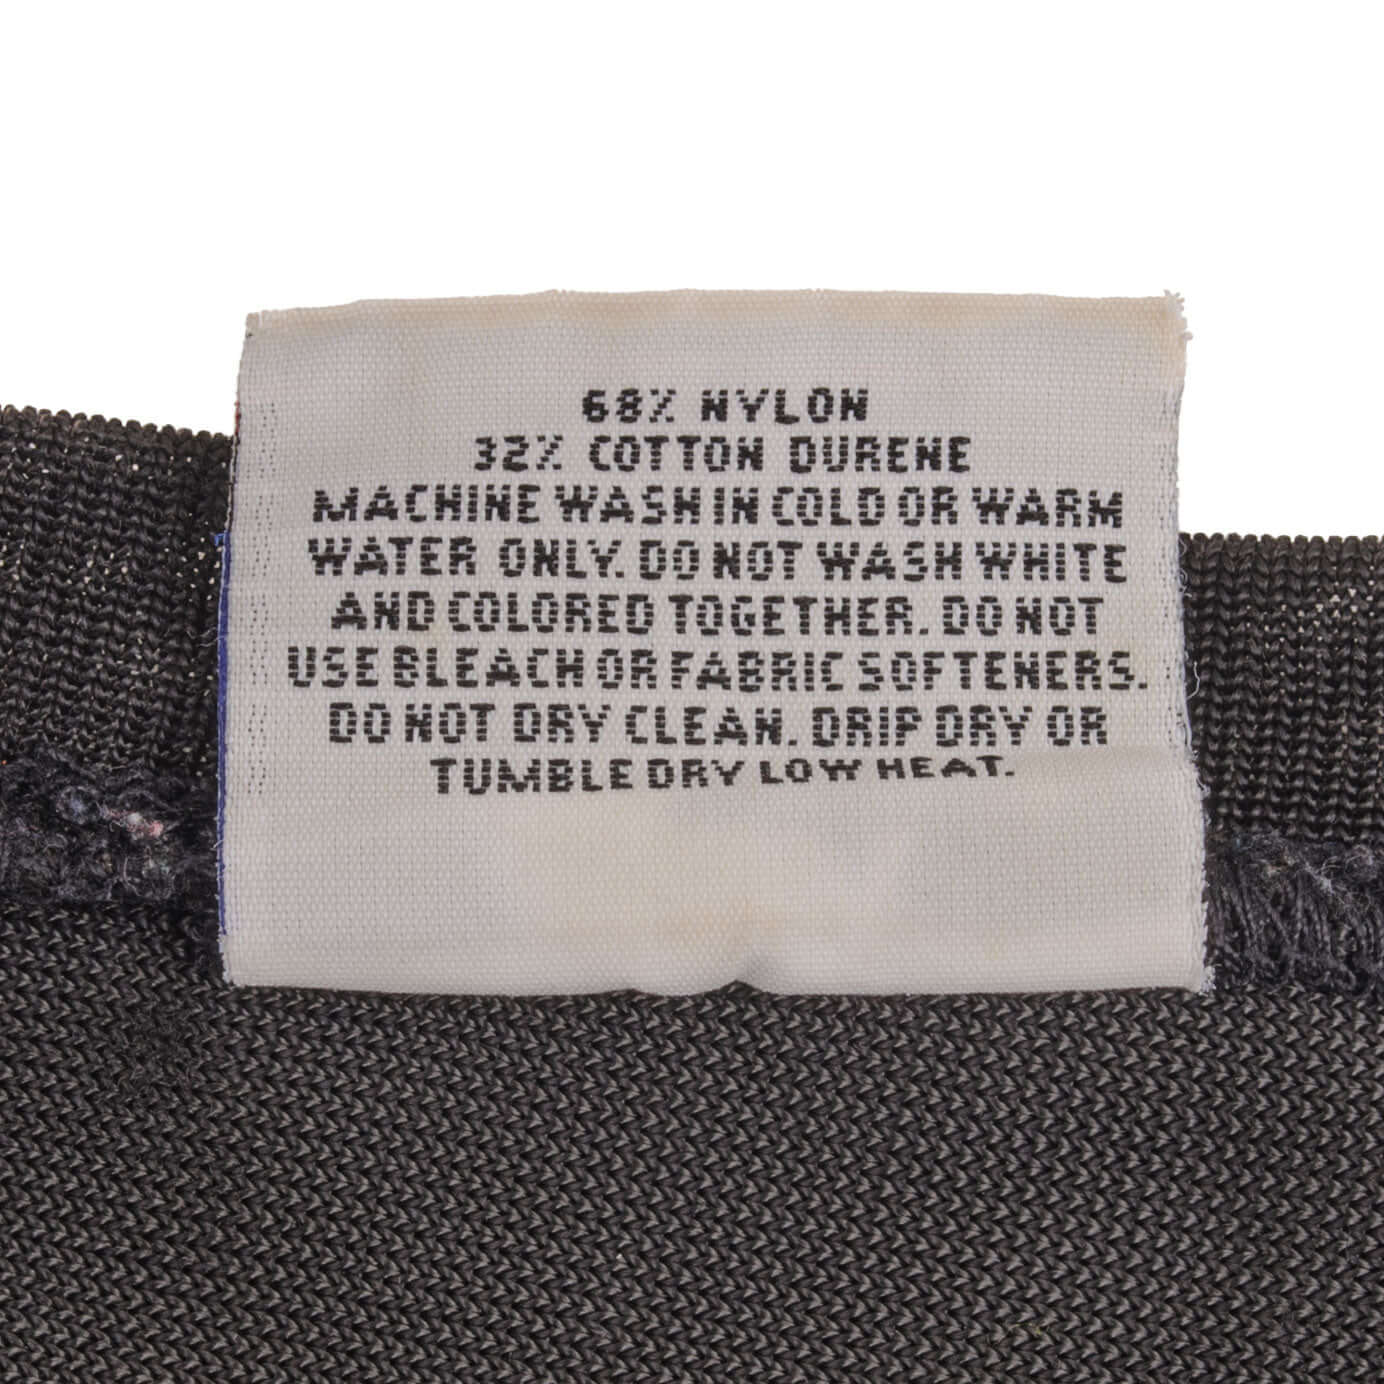 68% NYLON
32% COTTON DURENE
MACHINE WASH IN COLD OR WARM
WATER ONLY. DO NOT WASH WHITE
AND COLORED TOGETHER. DO NOT
USE BLEACH OR FABRIC SOFTENERS.
DO NOT DRY CLEAN. DRIP DRY OR
TUMBLE DRY LOW HEAT.